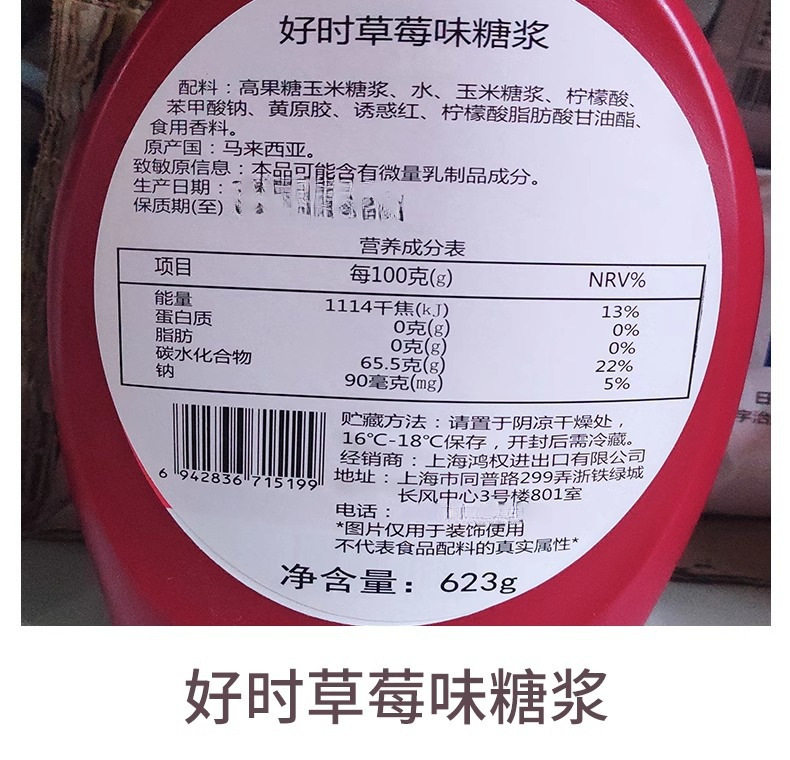 好时草莓味糖浆
配料：高果糖玉米糖浆、水、玉米糖浆、柠檬酸、
苯甲酸钠、黄原胶、诱惑红、柠檬酸脂肪酸甘油酯、
食用香料。
原产国：马来西亚。
致敏原信息：本品可能含有微量乳制品成分。
生产日期：
保质期(至)
营养成分表
项目 每100克(g) NRV%
能量 1114千焦(kJ) 13%
蛋白质 0克(g) 0%
脂肪 0克(g) 0%
碳水化合物 65.5克(g) 22%
钠 90毫克(mg) 5%
贮藏方法：请置于阴凉干燥处，
16℃-18℃保存，开封后需冷藏。
经销商：上海鸿权进出口有限公司
地址：上海市同普路299弄浙铁绿城
长风中心3号楼801室
电话：
*图片仅用于装饰使用
不代表食品配料的真实属性*
6 942836 715199
净含量：623g
好时草莓味糖浆